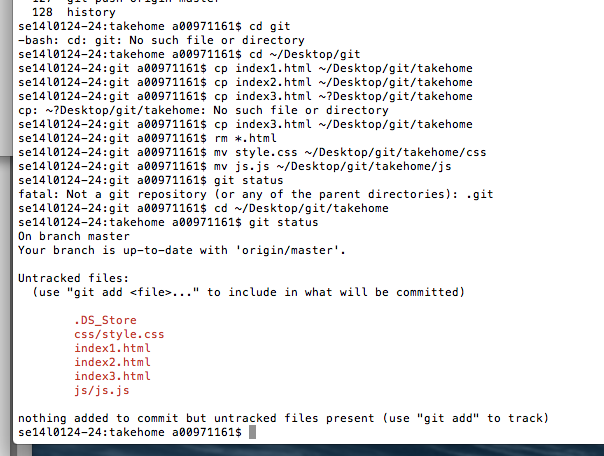 128  history
se14l0124-24:takehome a00971161$ cd git
-bash: cd: git: No such file or directory
se14l0124-24:takehome a00971161$ cd ~/Desktop/git
se14l0124-24:git a00971161$ cp index1.html ~/Desktop/git/takehome
se14l0124-24:git a00971161$ cp index2.html ~/Desktop/git/takehome
se14l0124-24:git a00971161$ cp index3.html ~?Desktop/git/takehome
cp: ~?Desktop/git/takehome: No such file or directory
se14l0124-24:git a00971161$ cp index3.html ~/Desktop/git/takehome
se14l0124-24:git a00971161$ rm *.html
se14l0124-24:git a00971161$ mv style.css ~/Desktop/git/takehome/css
se14l0124-24:git a00971161$ mv js.js ~/Desktop/git/takehome/js
se14l0124-24:git a00971161$ git status
fatal: Not a git repository (or any of the parent directories): .git
se14l0124-24:git a00971161$ cd ~/Desktop/git/takehome
se14l0124-24:takehome a00971161$ git status
On branch master
Your branch is up-to-date with 'origin/master'.
Untracked files:
  (use "git add <file>..." to include in what will be committed)
        .DS_Store
        css/style.css
        index1.html
        index2.html
        index3.html
        js/js.js
nothing added to commit but untracked files present (use "git add" to track)
se14l0124-24:takehome a00971161$